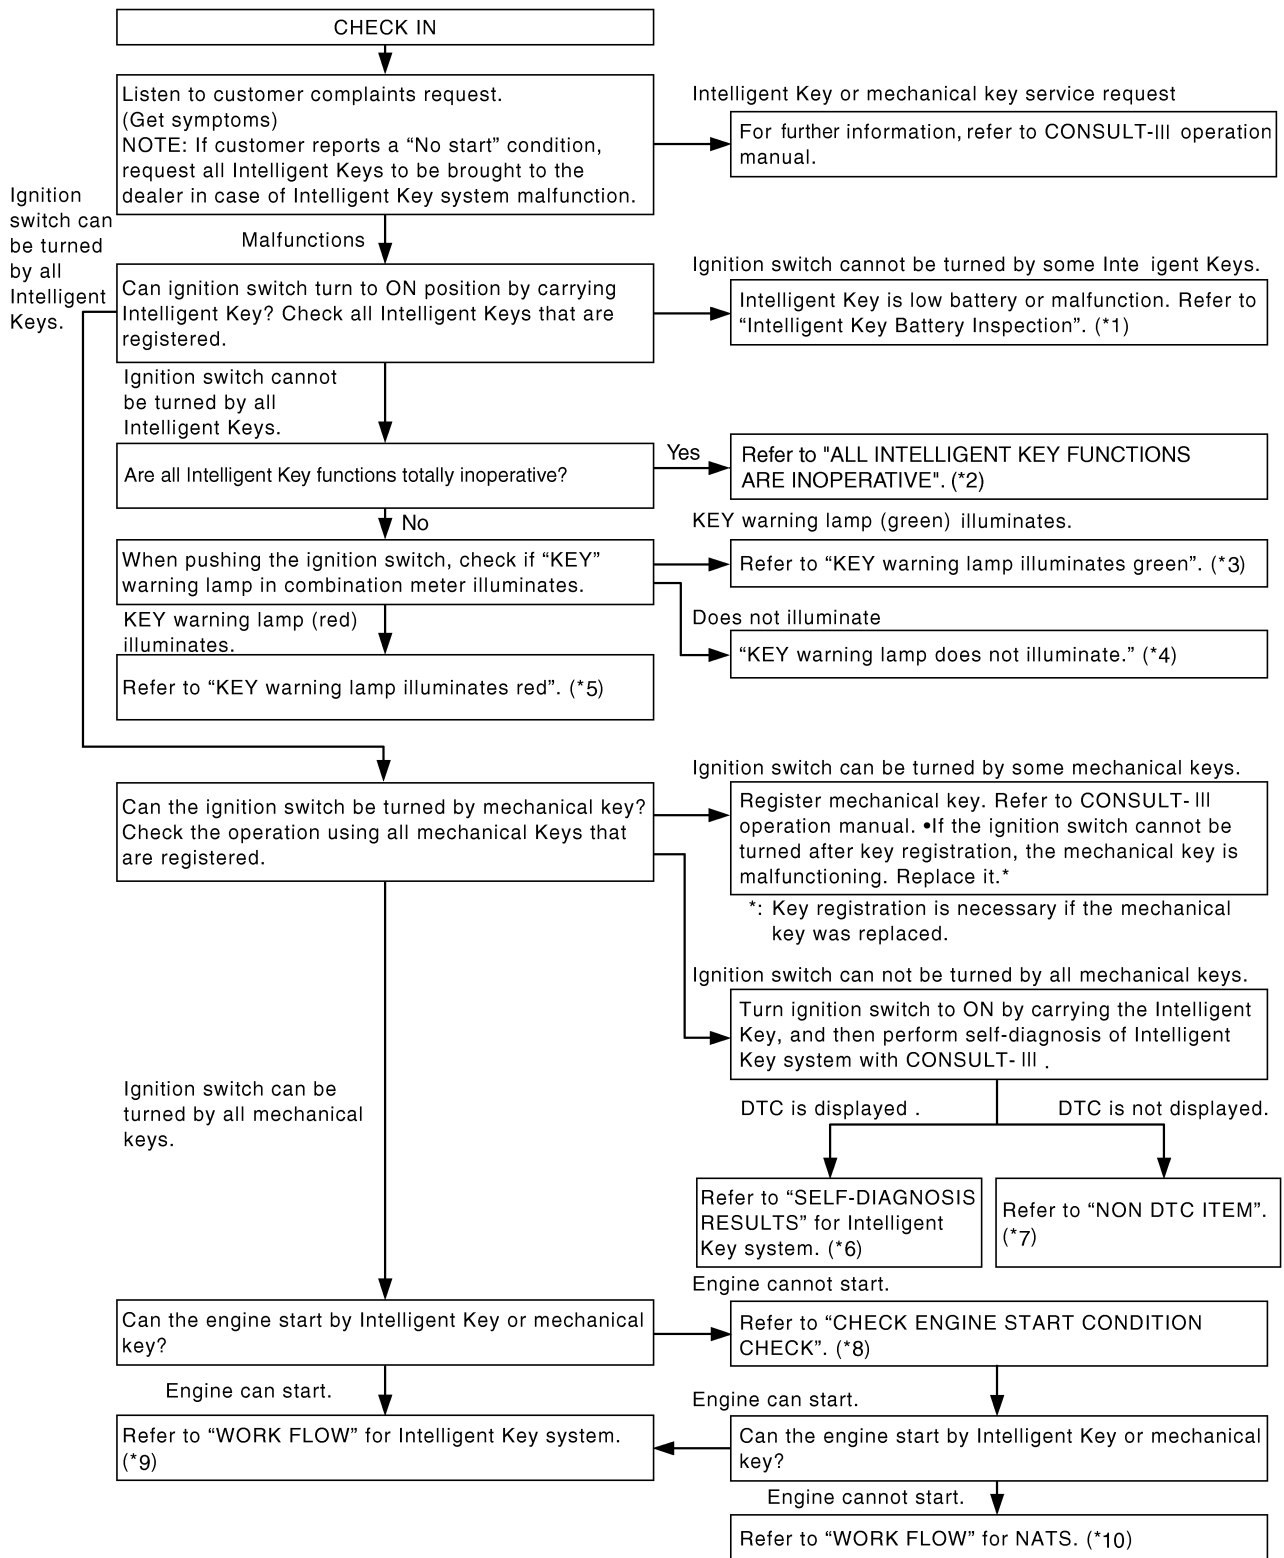 CHECK IN
Listen to customer complaints request.
(Get symptoms)
NOTE: If customer reports a “No start” condition,
request all Intelligent Keys to be brought to the
dealer in case of Intelligent Key system malfunction.
Intelligent Key or mechanical key service request
For further information, refer to CONSULT-III operation
manual.
Ignition
switch can
be turned
by all
Intelligent
Keys.
Malfunctions
Can ignition switch turn to ON position by carrying
Intelligent Key? Check all Intelligent Keys that are
registered.
Ignition switch cannot be turned by some Inte igent Keys.
Intelligent Key is low battery or malfunction. Refer to
“Intelligent Key Battery Inspection”. (*1)
Ignition switch cannot
be turned by all
Intelligent Keys.
Are all Intelligent Key functions totally inoperative?
Yes
Refer to "ALL INTELLIGENT KEY FUNCTIONS
ARE INOPERATIVE". (*2)
No
When pushing the ignition switch, check if “KEY”
warning lamp in combination meter illuminates.
KEY warning lamp (green) illuminates.
Refer to “KEY warning lamp illuminates green”. (*3)
Does not illuminate
“KEY warning lamp does not illuminate.” (*4)
KEY warning lamp (red)
illuminates.
Refer to “KEY warning lamp illuminates red”. (*5)
Can the ignition switch be turned by mechanical key?
Check the operation using all mechanical Keys that
are registered.
Ignition switch can be turned by some mechanical keys.
Register mechanical key. Refer to CONSULT-III
operation manual. •If the ignition switch cannot be
turned after key registration, the mechanical key is
malfunctioning. Replace it.*
*: Key registration is necessary if the mechanical
key was replaced.
Ignition switch can not be turned by all mechanical keys.
Turn ignition switch to ON by carrying the Intelligent
Key, and then perform self-diagnosis of Intelligent
Key system with CONSULT-III .
Ignition switch can be
turned by all mechanical
keys.
DTC is displayed .
DTC is not displayed.
Refer to “SELF-DIAGNOSIS
RESULTS” for Intelligent
Key system. (*6)
Refer to “NON DTC ITEM”.
(*7)
Can the engine start by Intelligent Key or mechanical
key?
Engine cannot start.
Refer to “CHECK ENGINE START CONDITION
CHECK”. (*8)
Engine can start.
Refer to “WORK FLOW” for Intelligent Key system.
(*9)
Engine can start.
Can the engine start by Intelligent Key or mechanical
key?
Engine cannot start.
Refer to “WORK FLOW” for NATS. (*10)